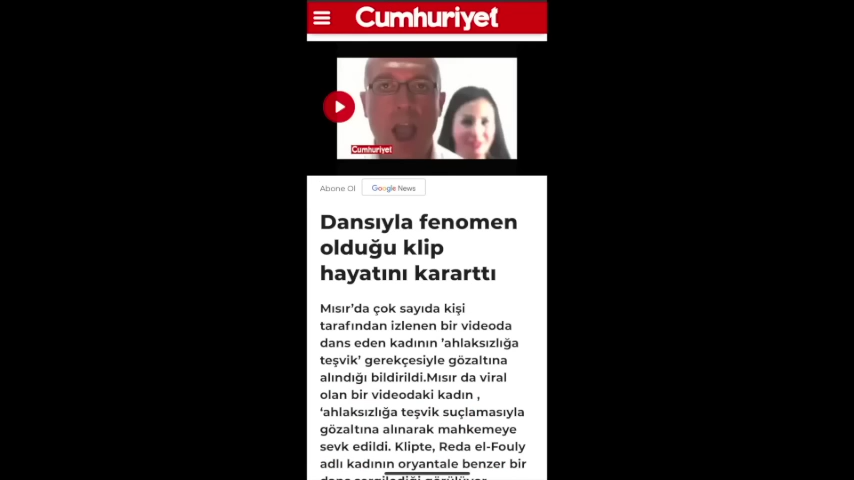 Cumhuriyet
Cumhuriyet
Abone Ol Google News
Dansıyla fenomen
olduğu klip
hayatını kararttı
Mısır’da çok sayıda kişi
tarafından izlenen bir videoda
dans eden kadının ’ahlaksızlığa
teşvik’ gerekçesiyle gözaltına
alındığı bildirildi.Mısır da viral
olan bir videodaki kadın ,
‘ahlaksızlığa teşvik suçlamasıyla
gözaltına alınarak mahkemeye
sevk edildi. Klipte, Reda el-Fouly
adlı kadının oryantale benzer bir